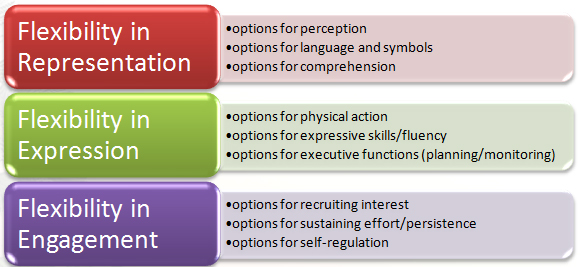 Flexibility in
Representation
•options for perception
•options for language and symbols
•options for comprehension
Flexibility in
Expression
•options for physical action
•options for expressive skills/fluency
•options for executive functions (planning/monitoring)
Flexibility in
Engagement
•options for recruiting interest
•options for sustaining effort/persistence
•options for self-regulation